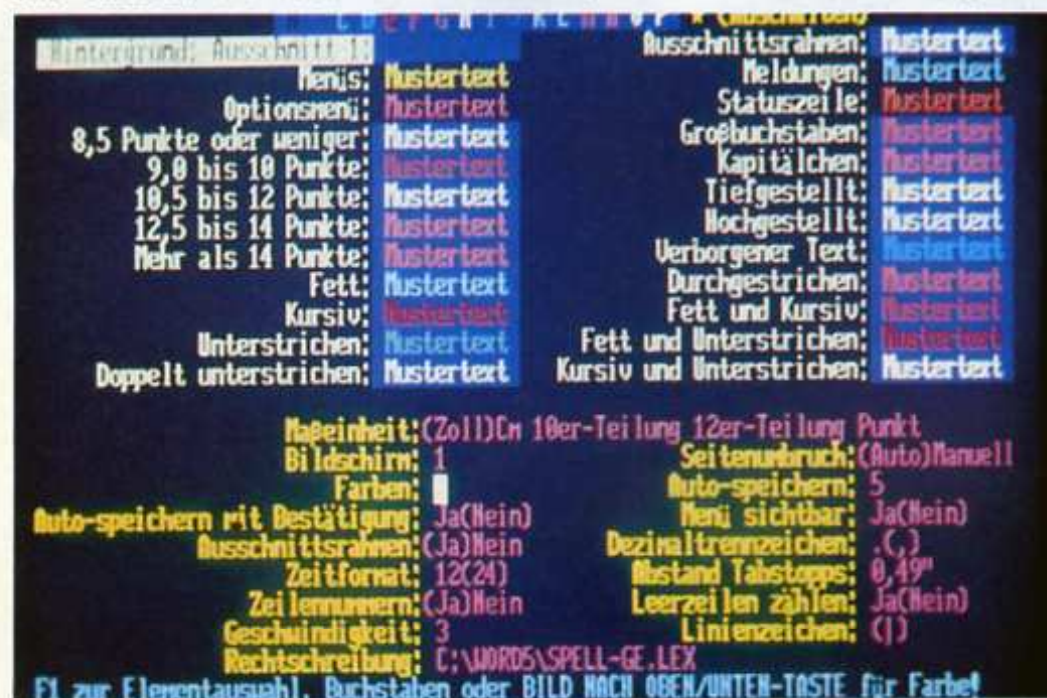 * (Ausschalten)
Hintergrund: Ausschnitt 1: Ausschnittsrahmen: Mustertext
Menüs: Mustertext Meldungen: Mustertext
Optionsmenü: Mustertext Statuszeile: Mustertext
8,5 Punkte oder weniger: Mustertext Großbuchstaben: Mustertext
9,0 bis 10 Punkte: Mustertext Kapitälchen: Mustertext
10,5 bis 12 Punkte: Mustertext Tiefgestellt: Mustertext
12,5 bis 14 Punkte: Mustertext Hochgestellt: Mustertext
Mehr als 14 Punkte: Mustertext Verborgener Text: Mustertext
Fett: Mustertext Durchgestrichen: Mustertext
Kursiv: Mustertext Fett und Kursiv: Mustertext
Unterstrichen: Mustertext Fett und Unterstrichen: Mustertext
Doppelt unterstrichen: Mustertext Kursiv und Unterstrichen: Mustertext
Maßeinheit:(Zoll)Cm 10er-Teilung 12er-Teilung Punkt
Bildschirm: 1 Seitenumbruch:(Auto)Manuell
Farben: Auto-speichern: 5
Auto-speichern mit Bestätigung: Ja(Nein) Menü sichtbar: Ja(Nein)
Ausschnittsrahmen:(Ja)Nein Dezimaltrennzeichen: .(,)
Zeitformat: 12(24) Abstand Tabstopps: 0,49"
Zeilennummern:(Ja)Nein Leerzeilen zählen: Ja(Nein)
Geschwindigkeit: 3 Linienzeichen: (|)
Rechtschreibung: C:\WORD5\SPELL-GE.LEX
F1 zur Elementauswahl. Buchstaben oder BILD NACH OBEN/UNTEN-TASTE für Farbe!